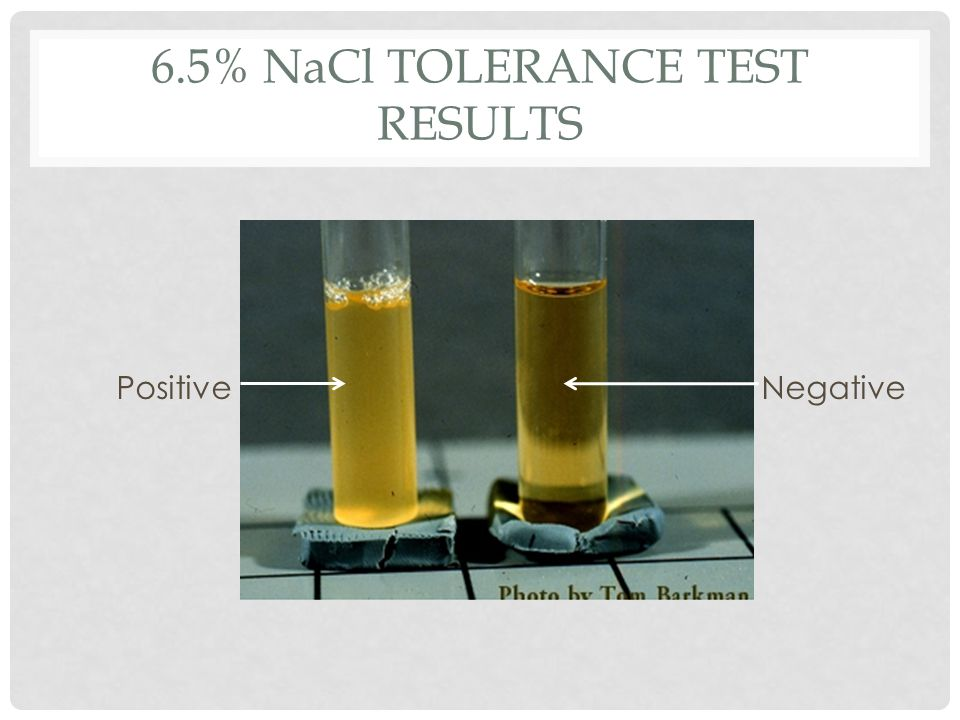 6.5% NaCl TOLERANCE TEST
RESULTS
Positive
Negative
Photo by Tom Barkman